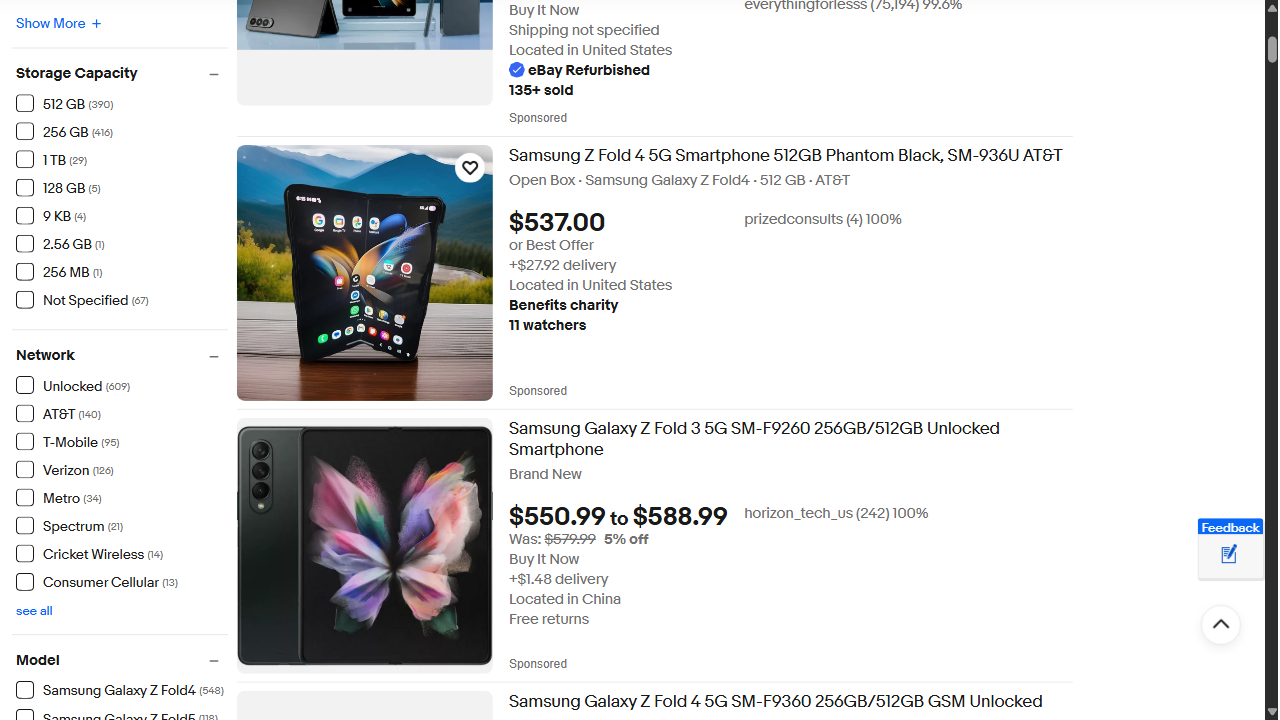 Show More
Storage Capacity
512 GB (390)
256 GB (416)
1 TB (29)
128 GB (5)
9 KB (4)
2.56 GB (1)
256 MB (1)
Not Specified (67)
Network
Unlocked (609)
AT&T (140)
T-Mobile (95)
Verizon (126)
Metro (34)
Spectrum (21)
Cricket Wireless (14)
Consumer Cellular (13)
see all
Model
Samsung Galaxy Z Fold4 (548)
Samsung Galaxy Z Fold5 (118)
everythingforlesss (75,194) 99.6%
Buy It Now
Shipping not specified
Located in United States
eBay Refurbished
135+ sold
Sponsored
Samsung Z Fold 4 5G Smartphone 512GB Phantom Black, SM-936U AT&T
Open Box · Samsung Galaxy Z Fold4 · 512 GB · AT&T
$537.00
prizedconsults (4) 100%
or Best Offer
+$27.92 delivery
Located in United States
Benefits charity
11 watchers
Sponsored
Samsung Galaxy Z Fold 3 5G SM-F9260 256GB/512GB Unlocked
Smartphone
Brand New
$550.99 to $588.99
horizon_tech_us (242) 100%
Was: $579.99 5% off
Buy It Now
+$1.48 delivery
Located in China
Free returns
Sponsored
Samsung Galaxy Z Fold 4 5G SM-F9360 256GB/512GB GSM Unlocked
Feedback